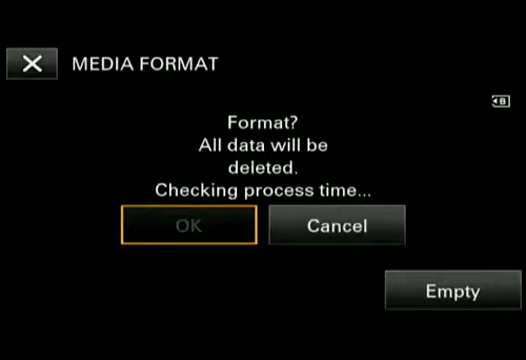 MEDIA FORMAT
B
Format?
All data will be
deleted.
Checking process time...
OK
Cancel
Empty